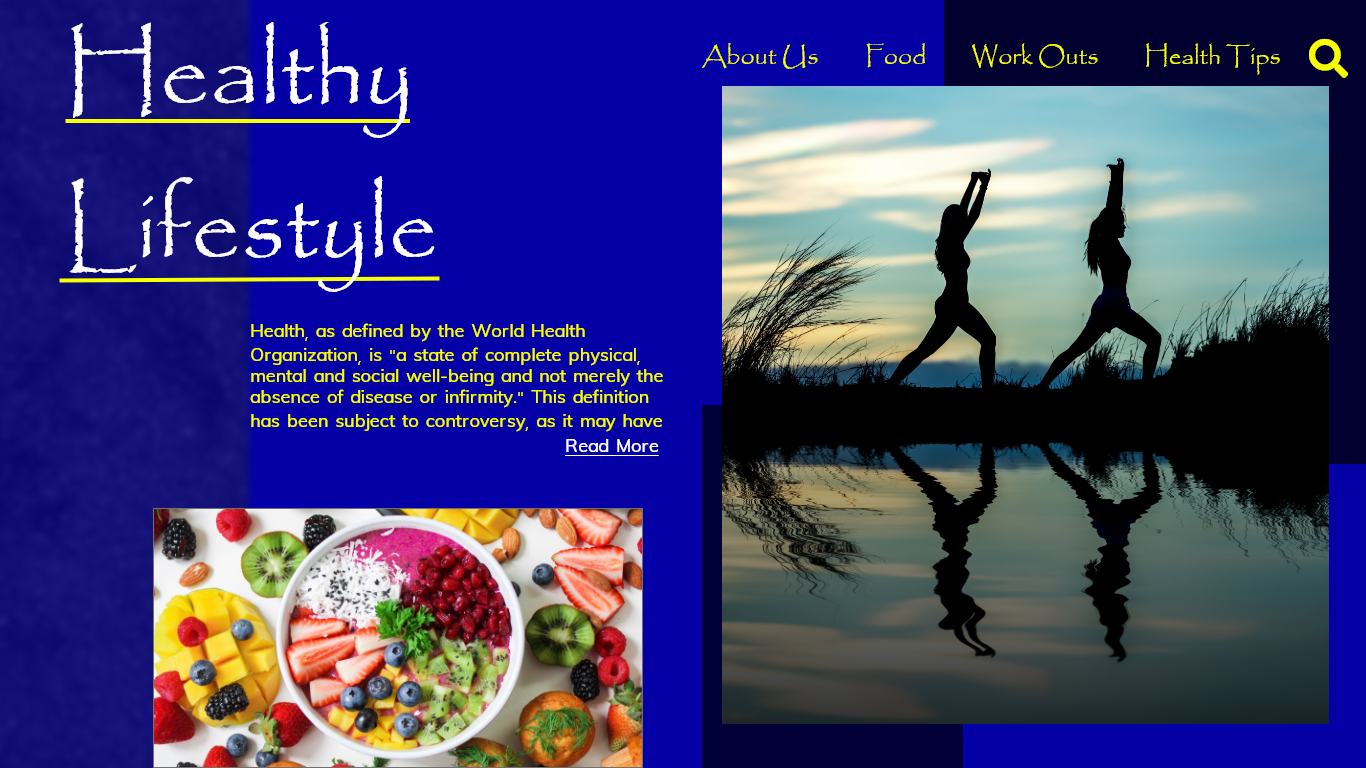 Healthy
Lifestyle
About Us
Food
Work Outs
Health Tips
Health, as defined by the World Health
Organization, is "a state of complete physical,
mental and social well-being and not merely the
absence of disease or infirmity." This definition
has been subject to controversy, as it may have
Read More